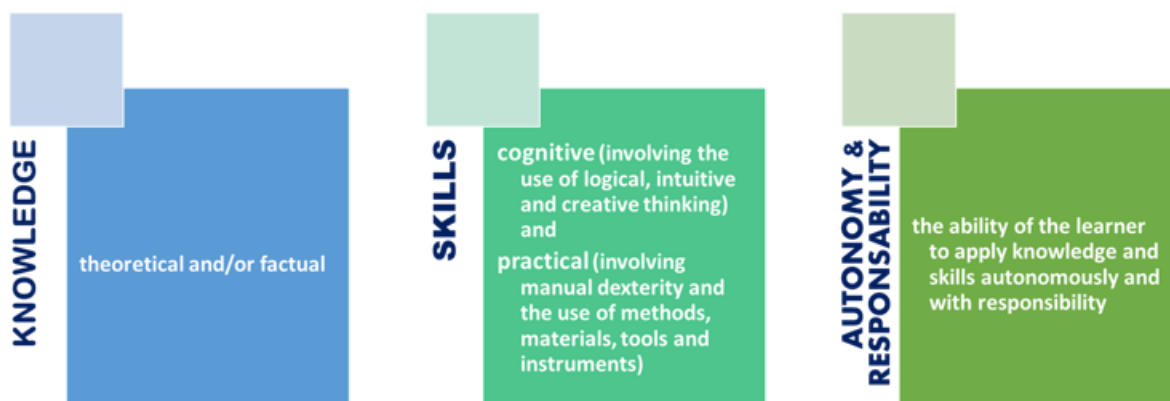 KNOWLEDGE
theoretical and/or factual
SKILLS
cognitive (involving the
use of logical, intuitive
and creative thinking)
and
practical (involving
manual dexterity and
the use of methods,
materials, tools and
instruments)
AUTONOMY &
RESPONSABILITY
the ability of the learner
to apply knowledge and
skills autonomously and
with responsibility